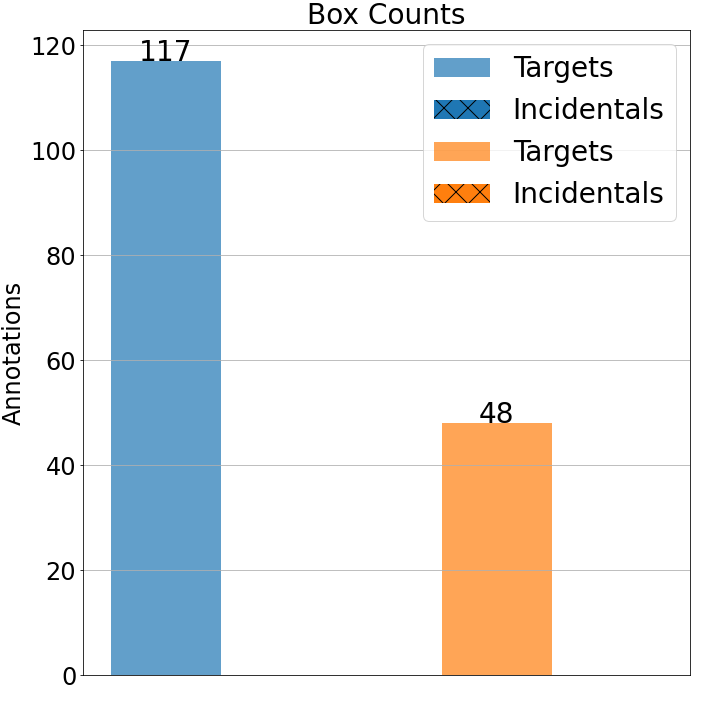 Box Counts
Annotations
120
100
80
60
40
20
0
117
48
Targets
Incidentals
Targets
Incidentals